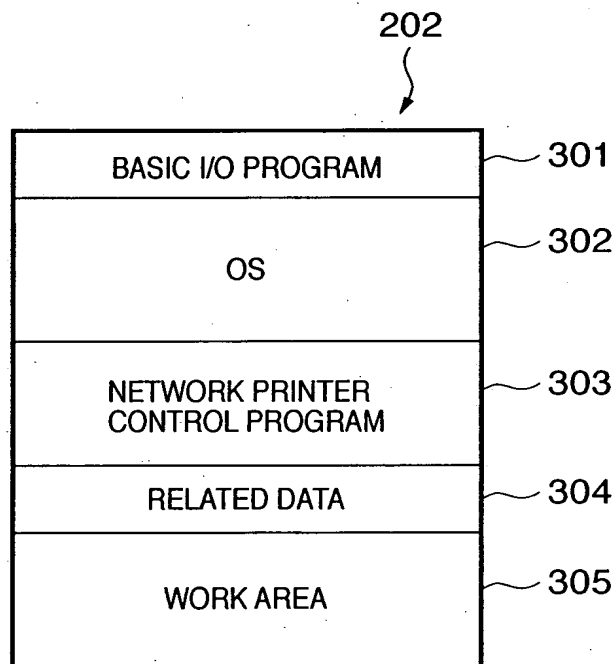 202
BASIC I/O PROGRAM
301
OS
302
NETWORK PRINTER
CONTROL PROGRAM
303
RELATED DATA
304
WORK AREA
305